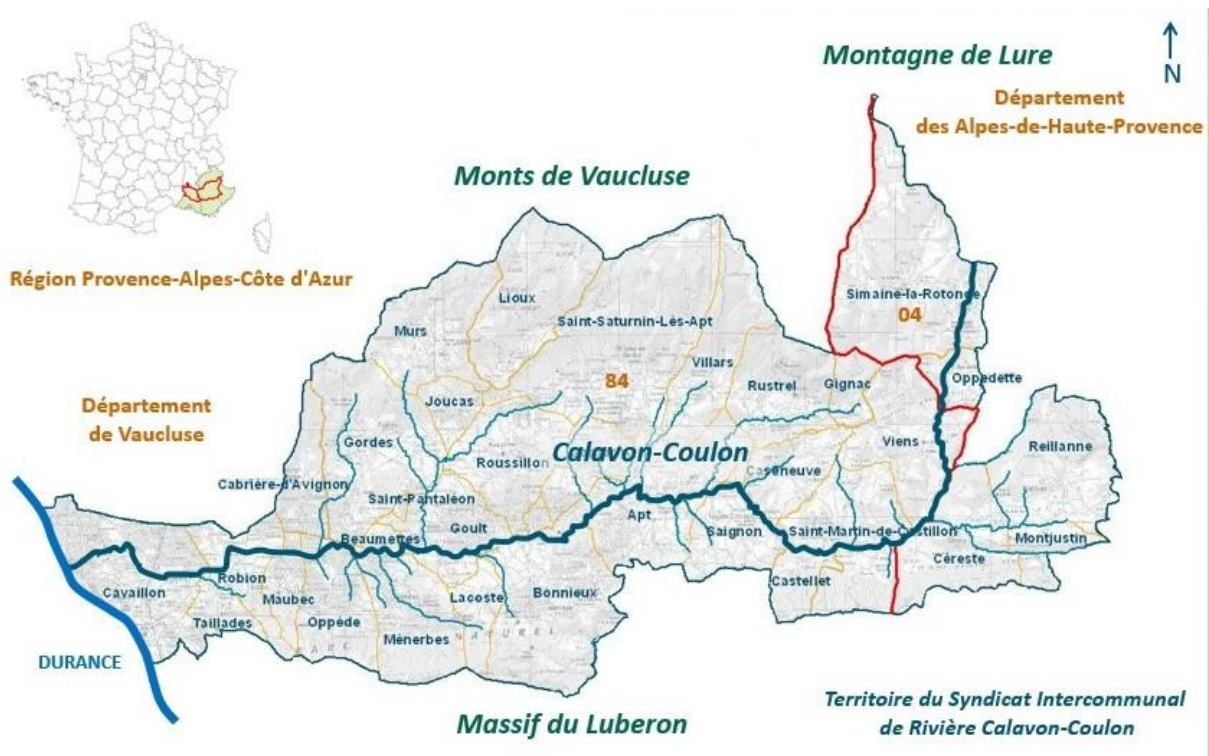 Montagne de Lure
N
Département
des Alpes-de-Haute-Provence
Monts de Vaucluse
Région Provence-Alpes-Côte d'Azur
Simaine-la-Rotonde
04
Lioux
Saint-Saturnin-Lès-Apt
Murs
Villars
Rustrel
Gignac
Oppedette
84
Département
de Vaucluse
Joucas
Gordes
Viens
Reillanne
Calavon-Coulon
Roussillon
Caseneuve
Cabrière-d'Avignon
Saint-Pantaléon
Goult
Apt
Saignon
Saint-Martin-de-Castillon
Montjustin
Beaumettes
Céreste
Robion
Castellet
Cavaillon
Maubec
Lacoste
Bonnieux
Taillades
Oppède
Ménerbes
NATUREL
PARC
DURANCE
Massif du Luberon
Territoire du Syndicat Intercommunal
de Rivière Calavon-Coulon